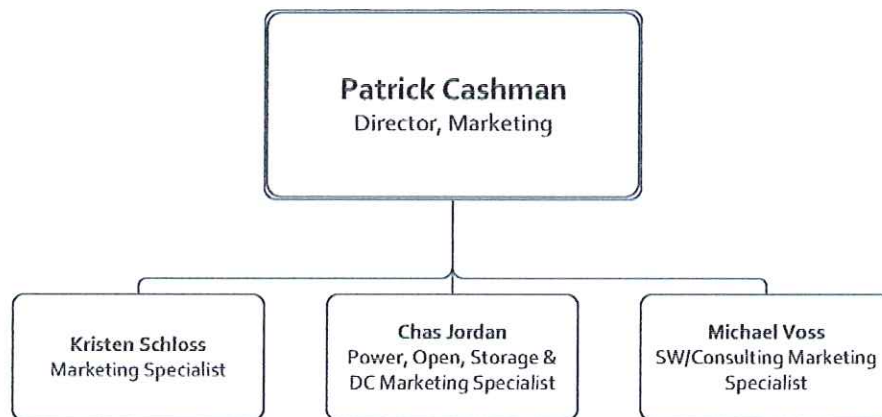 Patrick Cashman
Director, Marketing
Kristen Schloss
Marketing Specialist
Chas Jordan
Power, Open, Storage &
DC Marketing Specialist
Michael Voss
SW/Consulting Marketing
Specialist